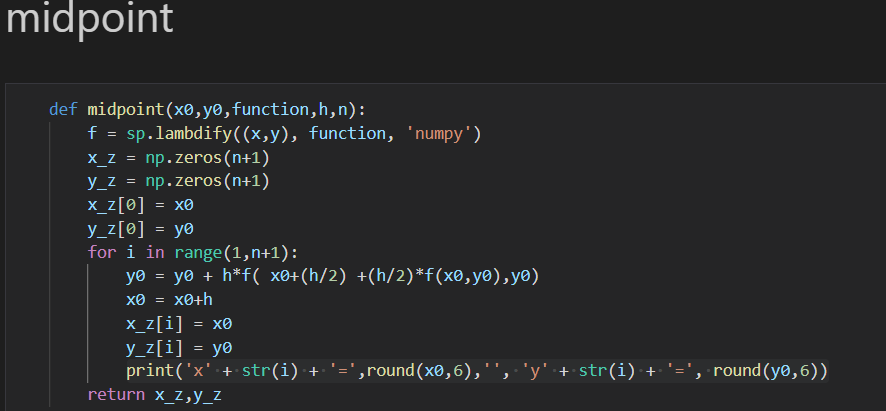 midpoint
def midpoint(x0,y0,function,h,n):
f = sp.lambdify((x,y), function, 'numpy')
x_z = np.zeros(n+1)
y_z = np.zeros(n+1)
x_z[0] = x0
y_z[0] = y0
for i in range(1,n+1):
y0 = y0 + h*f( x0+(h/2) +(h/2)*f(x0,y0),y0)
x0 = x0+h
x_z[i] = x0
y_z[i] = y0
print('x' + str(i) + '=',round(x0,6),'', 'y' + str(i) + '=', round(y0,6))
return x_z,y_z